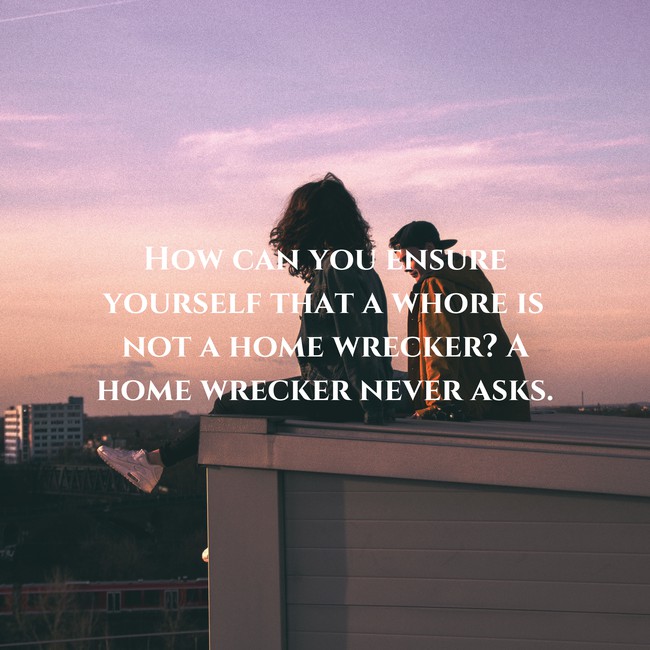 How can you ensure
yourself that a whore is
not a home wrecker? A
home wrecker never asks.